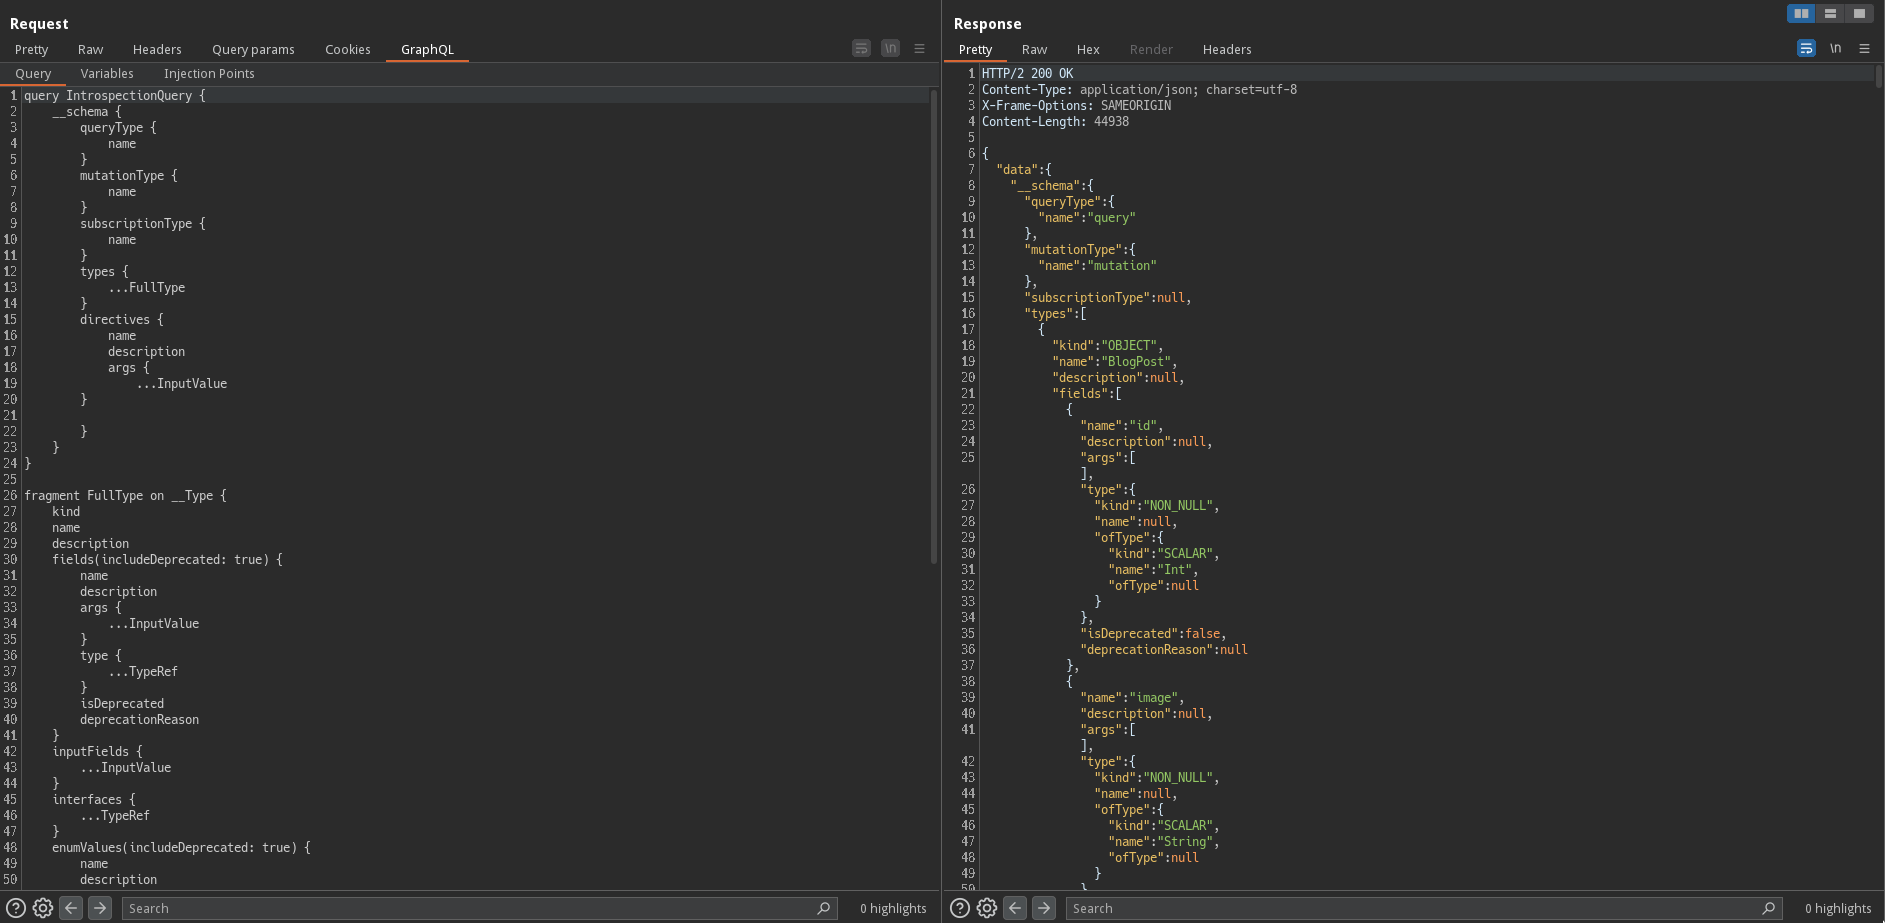 Request
Pretty Raw Headers Query params Cookies GraphQL
\n
Query Variables Injection Points
1 query IntrospectionQuery {
2     __schema {
3         queryType {
4             name
5         }
6         mutationType {
7             name
8         }
9         subscriptionType {
10             name
11         }
12         types {
13             ...FullType
14         }
15         directives {
16             name
17             description
18             args {
19                 ...InputValue
20         }
21
22         }
23     }
24 }
25
26 fragment FullType on __Type {
27     kind
28     name
29     description
30     fields(includeDeprecated: true) {
31         name
32         description
33         args {
34             ...InputValue
35         }
36         type {
37             ...TypeRef
38         }
39         isDeprecated
40         deprecationReason
41     }
42     inputFields {
43         ...InputValue
44     }
45     interfaces {
46         ...TypeRef
47     }
48     enumValues(includeDeprecated: true) {
49         name
50         description
Search
0 highlights
Response
Pretty Raw Hex Render Headers
\n
1 HTTP/2 200 OK
2 Content-Type: application/json; charset=utf-8
3 X-Frame-Options: SAMEORIGIN
4 Content-Length: 44938
5
6 {
7   "data":{
8     "__schema":{
9       "queryType":{
10         "name":"query"
11       },
12       "mutationType":{
13         "name":"mutation"
14       },
15       "subscriptionType":null,
16       "types":[
17         {
18           "kind":"OBJECT",
19           "name":"BlogPost",
20           "description":null,
21           "fields":[
22             {
23               "name":"id",
24               "description":null,
25               "args":[
              ],
26               "type":{
27                 "kind":"NON_NULL",
28                 "name":null,
29                 "ofType":{
30                   "kind":"SCALAR",
31                   "name":"Int",
32                   "ofType":null
33                 }
34               },
35               "isDeprecated":false,
36               "deprecationReason":null
37             },
38             {
39               "name":"image",
40               "description":null,
41               "args":[
              ],
42               "type":{
43                 "kind":"NON_NULL",
44                 "name":null,
45                 "ofType":{
46                   "kind":"SCALAR",
47                   "name":"String",
48                   "ofType":null
49                 }
50               }
Search
0 highlights